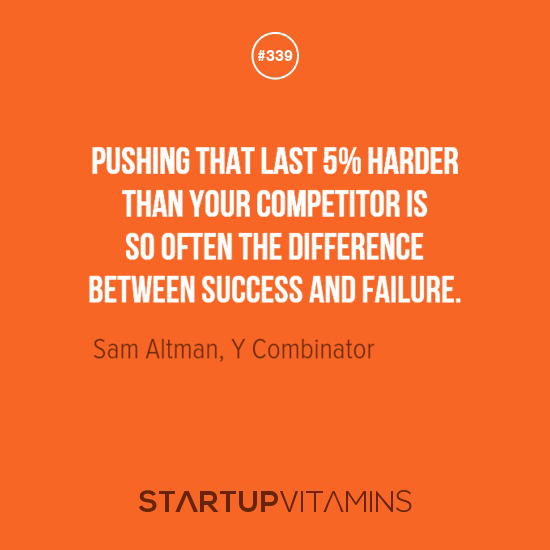 #339
PUSHING THAT LAST 5% HARDER
THAN YOUR COMPETITOR IS
SO OFTEN THE DIFFERENCE
BETWEEN SUCCESS AND FAILURE.
Sam Altman, Y Combinator
STARTUPVITAMINS